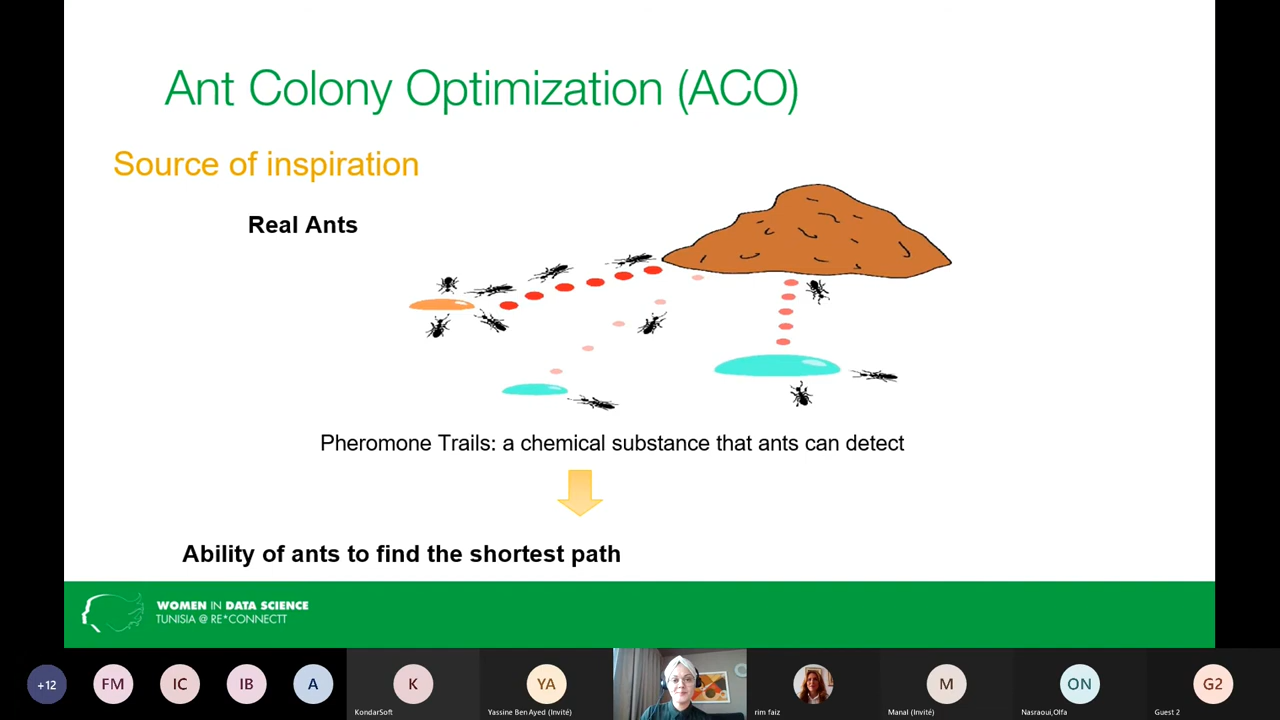 Ant Colony Optimization (ACO)
Source of inspiration
Real Ants
Pheromone Trails: a chemical substance that ants can detect
Ability of ants to find the shortest path
WOMEN IN DATA SCIENCE
TUNISIA @ RE*CONNECTT
+12
FM
IC
IB
A
K
KondarSoft
YA
Yassine Ben Ayed (Invité)
rim faiz
M
Manal (Invité)
ON
Nasraoui,Olfa
G2
Guest 2